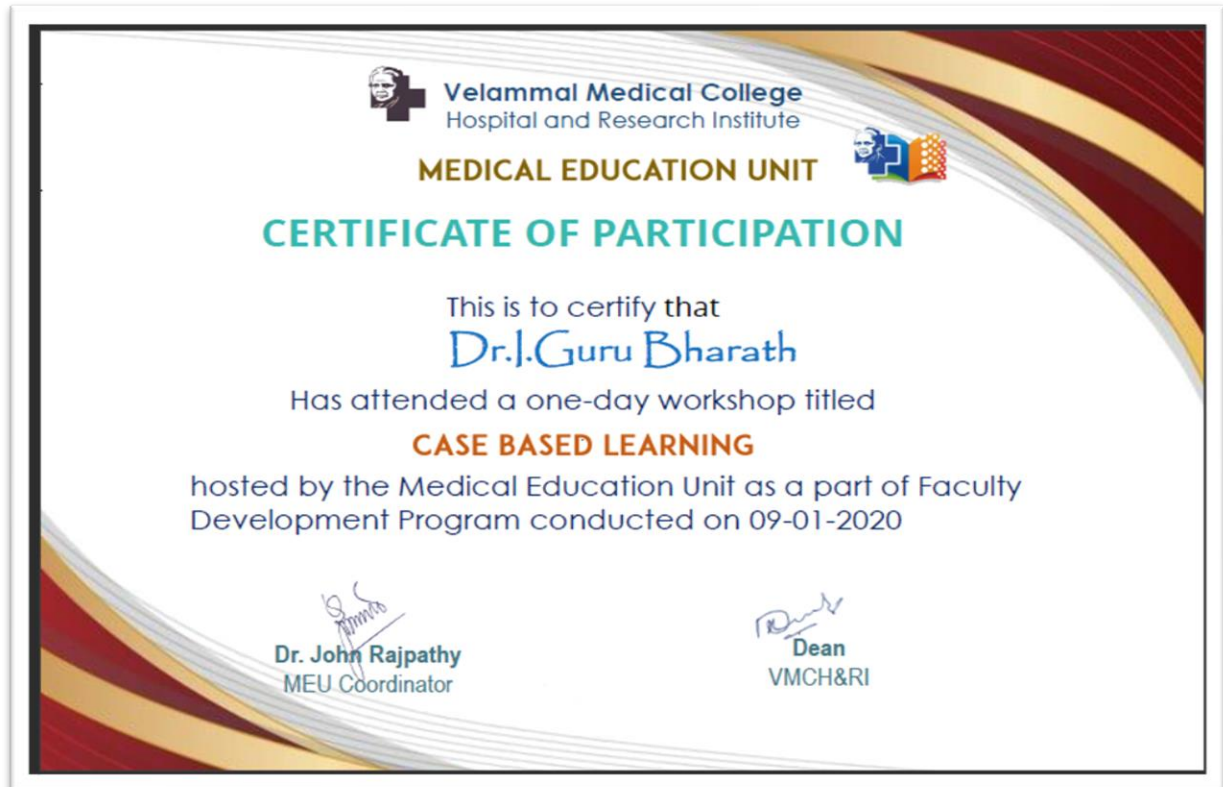 Velammal Medical College
Hospital and Research Institute
MEDICAL EDUCATION UNIT
CERTIFICATE OF PARTICIPATION
This is to certify that
Dr.I.Guru Bharath
Has attended a one-day workshop titled
CASE BASED LEARNING
hosted by the Medical Education Unit as a part of Faculty
Development Program conducted on 09-01-2020
Dr. John Rajpathy
MEU Coordinator
Dean
VMCH&RI